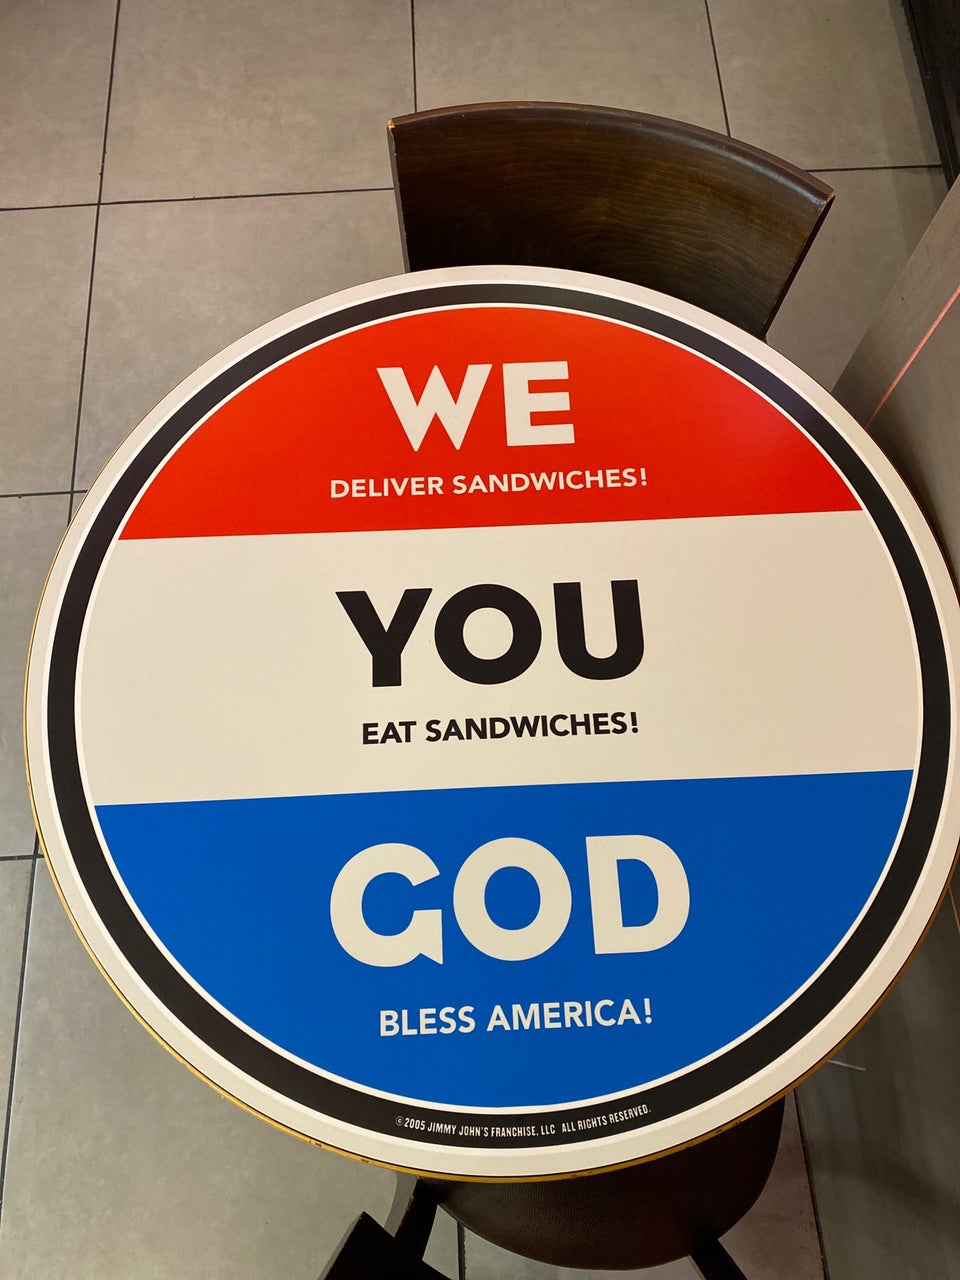 WE
DELIVER SANDWICHES!
YOU
EAT SANDWICHES!
GOD
BLESS AMERICA!
©2005 JIMMY JOHN'S FRANCHISE, LLC ALL RIGHTS RESERVED.